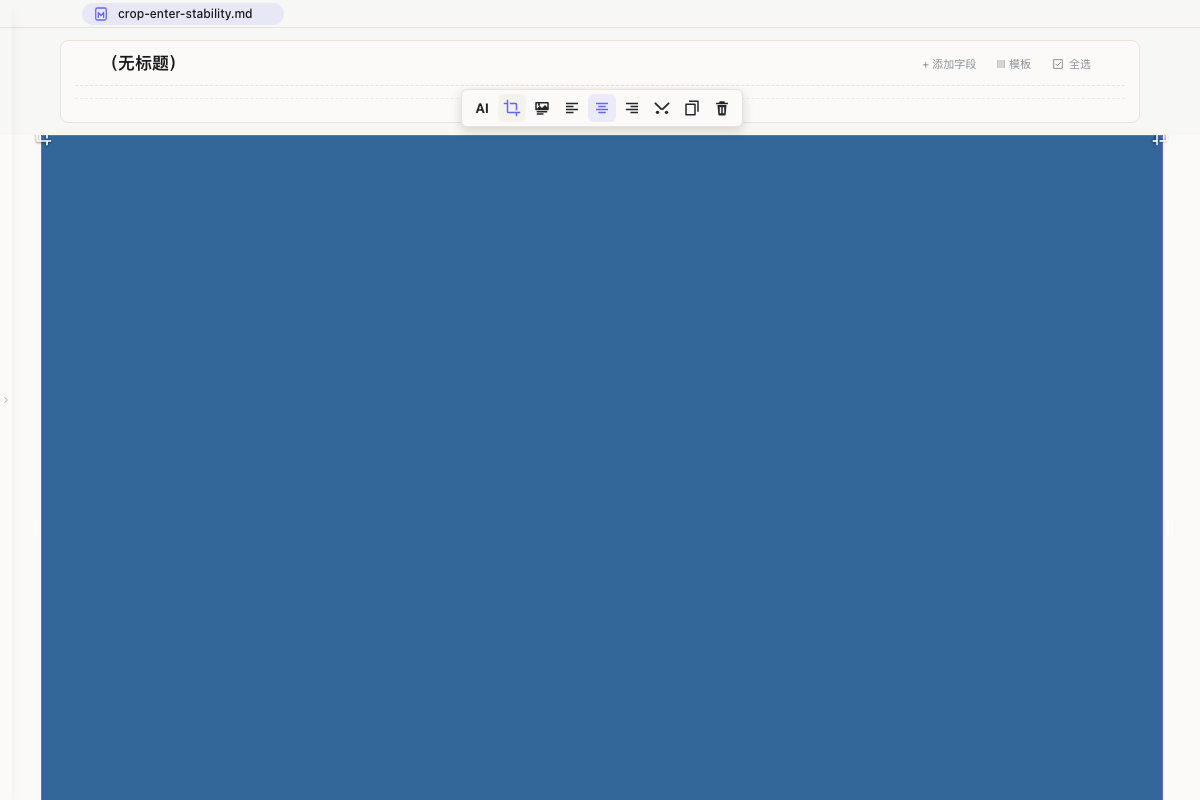 crop-enter-stability.md
（无标题）
+ 添加字段 模板 全选
AI